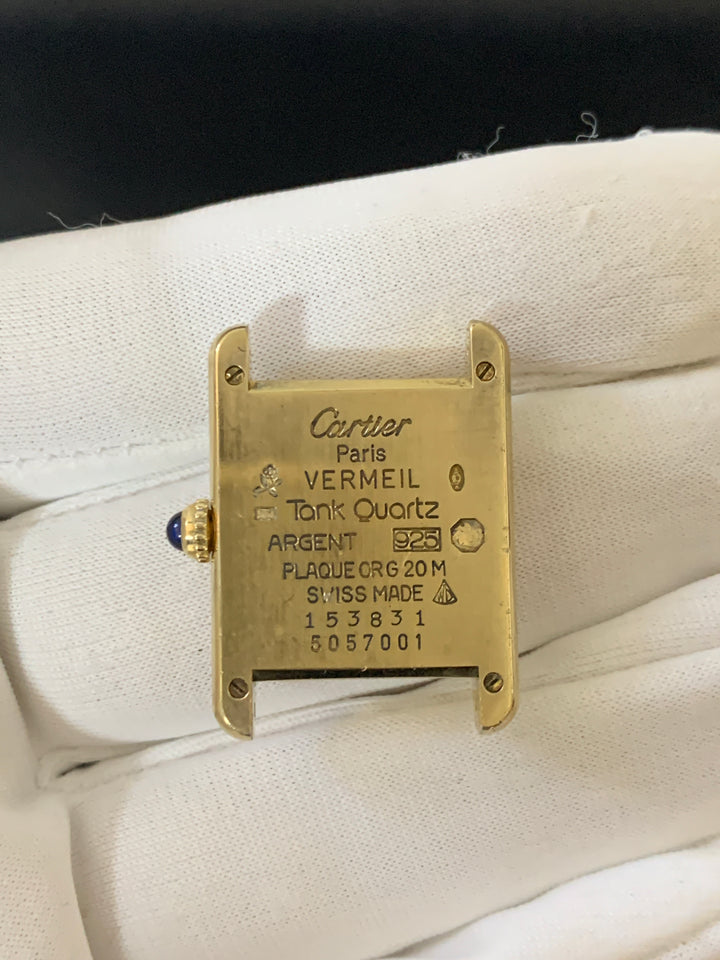 Cartier
Paris
VERMEIL
Tank Quartz
ARGENT 925
PLAQUE OR G 20 M
SWISS MADE
153831
5057001